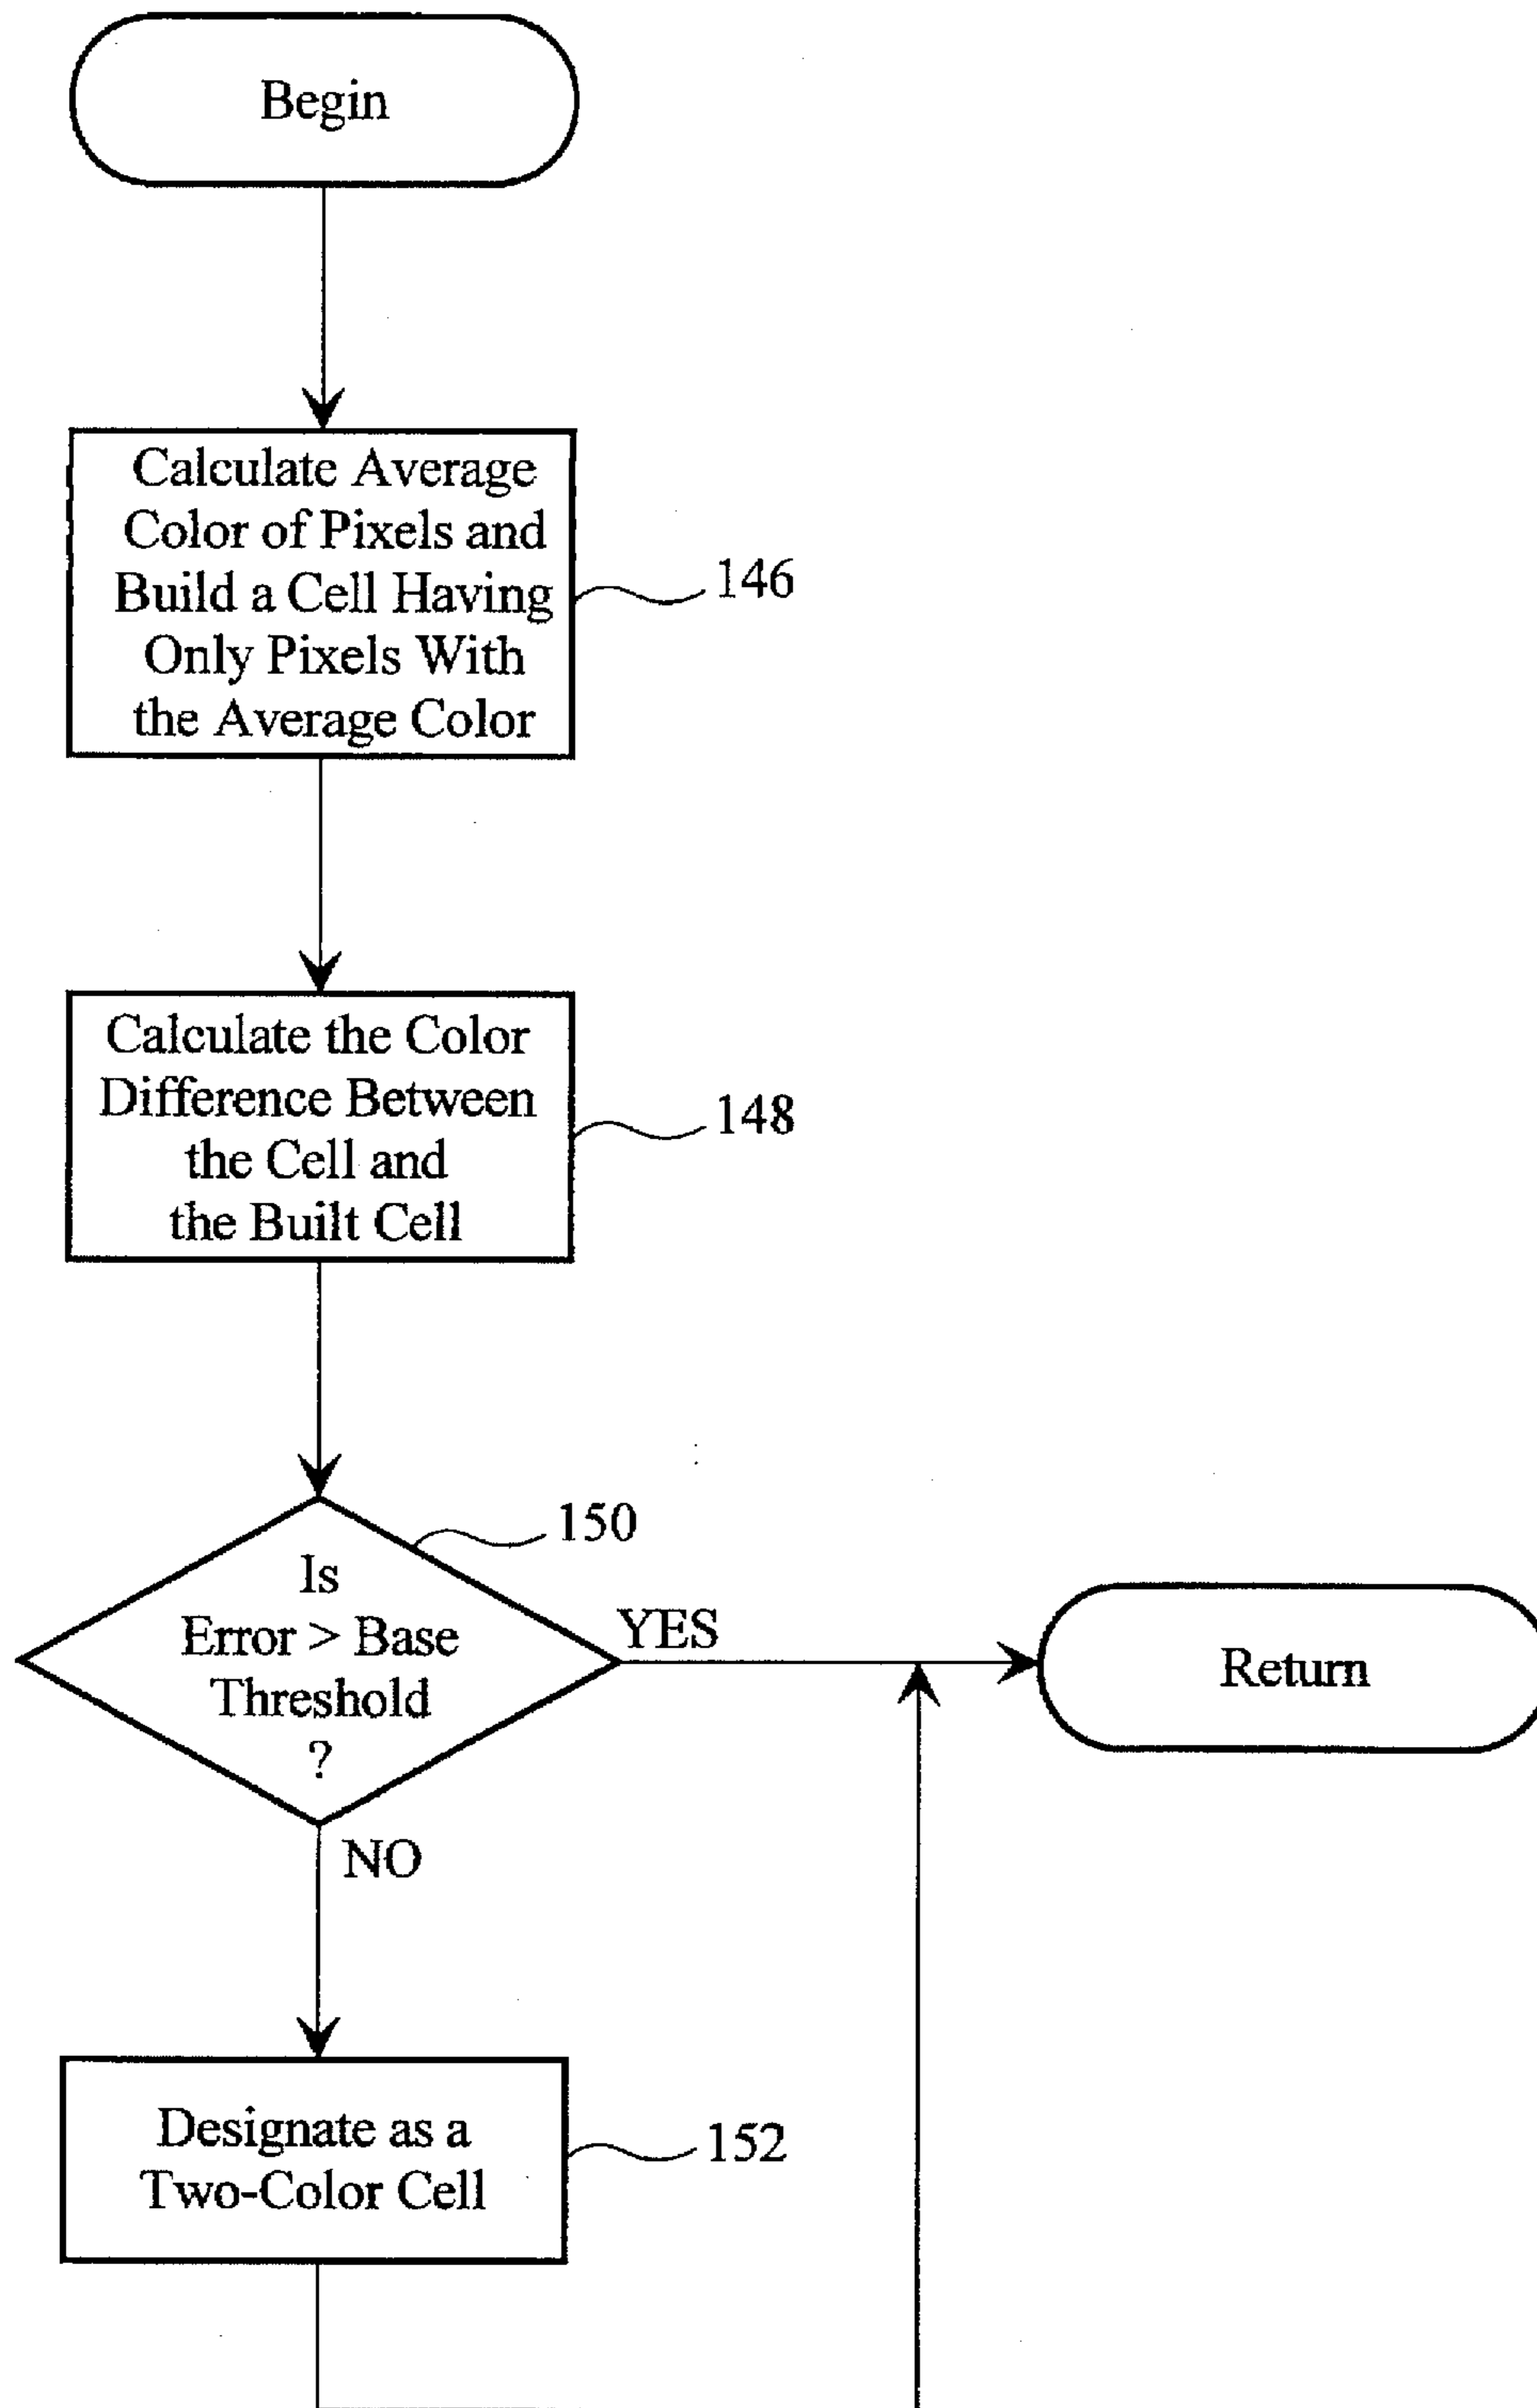 Begin
Calculate Average
Color of Pixels and
Build a Cell Having
Only Pixels With
the Average Color
146
Calculate the Color
Difference Between
the Cell and
the Built Cell
148
150
Is
Error > Base
Threshold
?
YES
Return
NO
Designate as a
Two-Color Cell
152